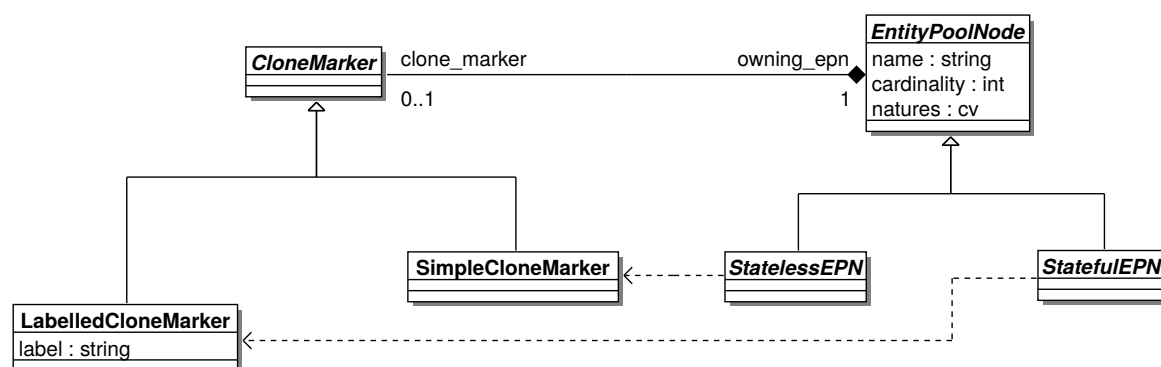 EntityPoolNode
CloneMarker
clone_marker
owning_epn
name : string
cardinality : int
0..1
1
natures : cv
SimpleCloneMarker
StatelessEPN
StatefulEPN
LabelledCloneMarker
label : string